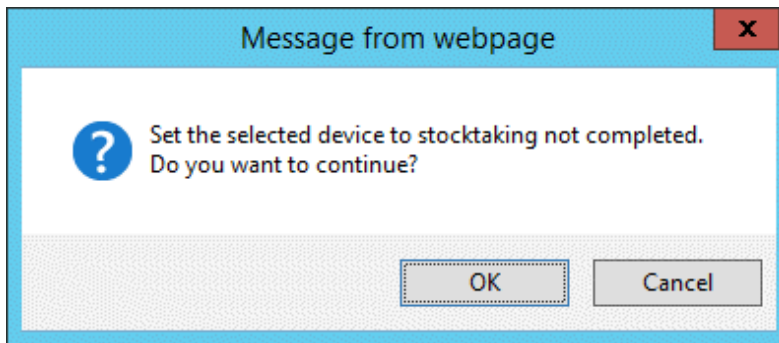 Message from webpage
x
Set the selected device to stocktaking not completed.
Do you want to continue?
OK
Cancel